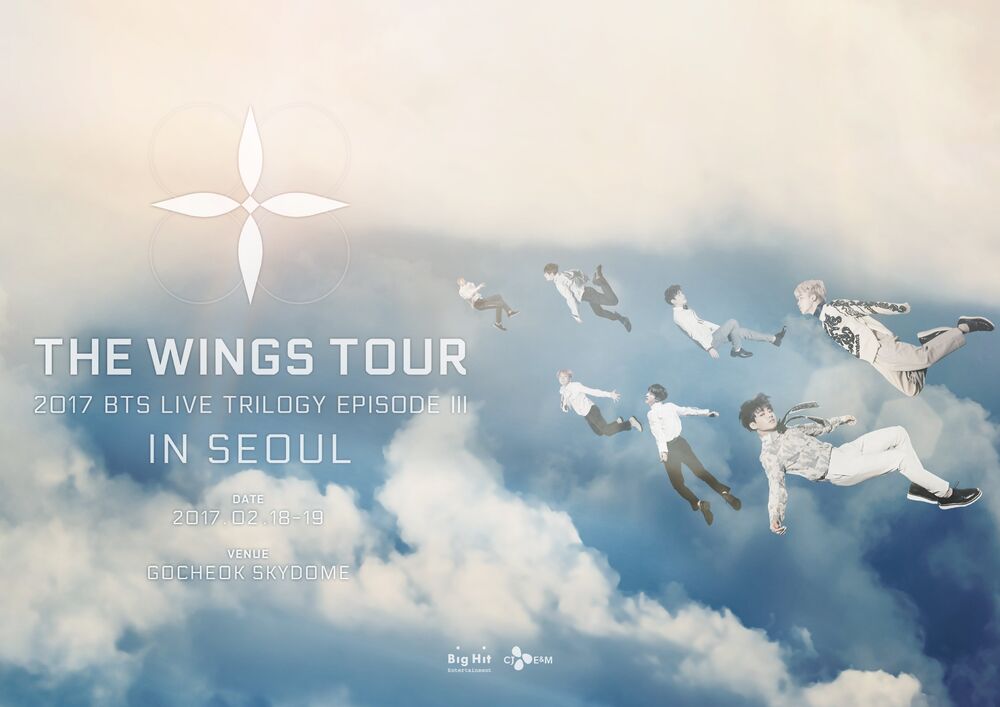 THE WINGS TOUR
2017 BTS LIVE TRILOGY EPISODE III
IN SEOUL
DATE
2017.02.18-19
VENUE
GOCHEOK SKYDOME
Big Hit
Entertainment
CJ E&M